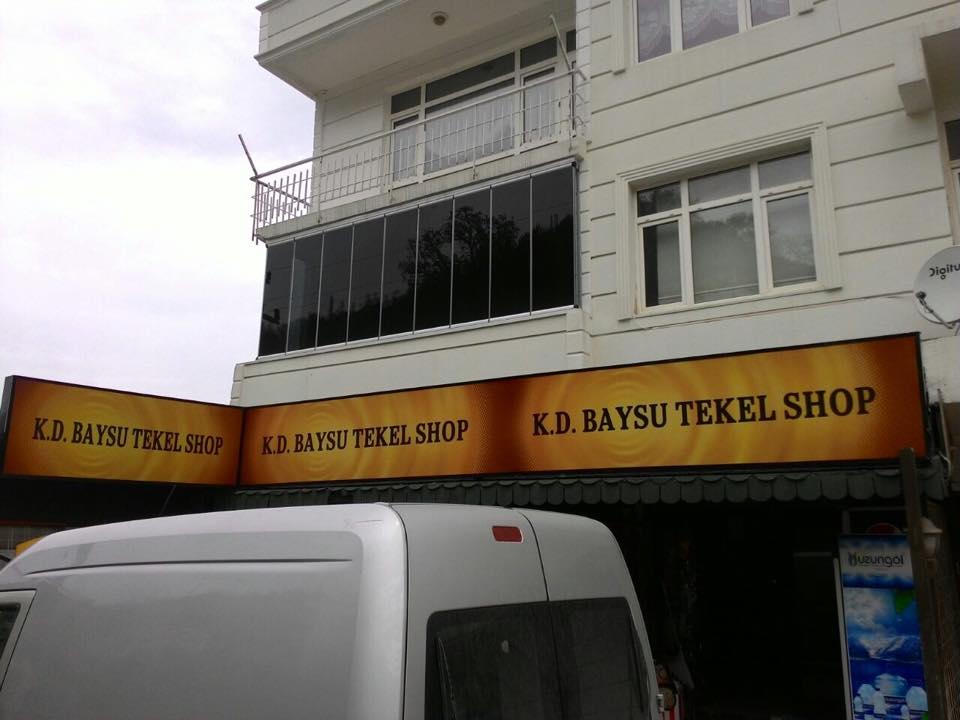 K.D. BAYSU TEKEL SHOP
K.D. BAYSU TEKEL SHOP
K.D. BAYSU TEKEL SHOP
Digitu
uzungöl